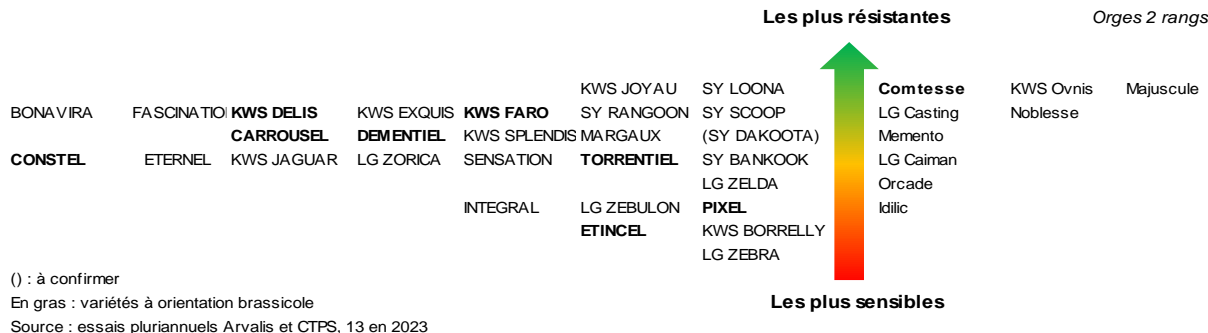 Les plus résistantes Orges 2 rangs
KWS JOYAU SY LOONA Comtesse KWS Ovnis Majuscule
BONAVIRA FASCINATIO KWS DELIS KWS EXQUIS KWS FARO SY RANGOON SY SCOOP LG Casting Noblesse
CARROUSEL DEMENTIEL KWS SPLENDIS MARGAUX (SY DAKOOTA) Memento
CONSTEL ETERNEL KWS JAGUAR LG ZORICA SENSATION TORRENTIEL SY BANKOOK LG Caiman
LG ZELDA Orcade
INTEGRAL LG ZEBULON PIXEL Idilic
ETINCEL KWS BORRELLY
LG ZEBRA
() : à confirmer
En gras : variétés à orientation brassicole Les plus sensibles
Source : essais pluriannuels Arvalis et CTPS, 13 en 2023